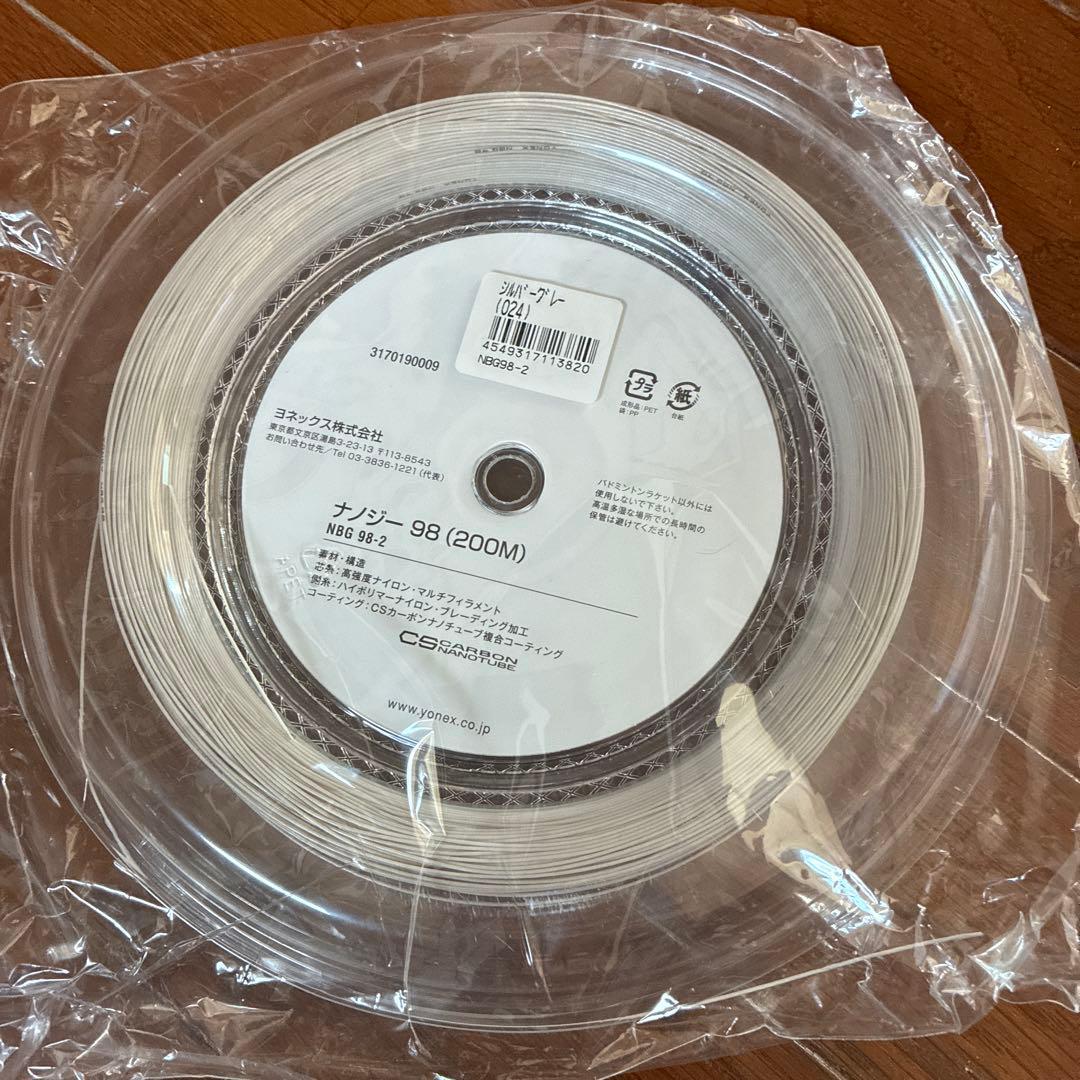 YONEX NBG 98
シルバーグレー
(024)
4549317113820
NBG98-2
3170190009
プラ
成形品:PET
袋:PP
紙
台紙
ヨネックス株式会社
東京都文京区湯島3-23-13 〒113-8543
お問い合わせ先/Tel 03-3836-1221(代表)
バドミントンラケット以外には
使用しないで下さい。
高温多湿な場所での長時間の
保管は避けてください。
ナノジー 98(200M)
NBG 98-2
素材・構造
芯糸:高強度ナイロン・マルチフィラメント
側糸:ハイポリマーナイロン・ブレーディング加工
コーティング:CSカーボンナノチューブ複合コーティング
CS CARBON
NANOTUBE
www.yonex.co.jp
APET